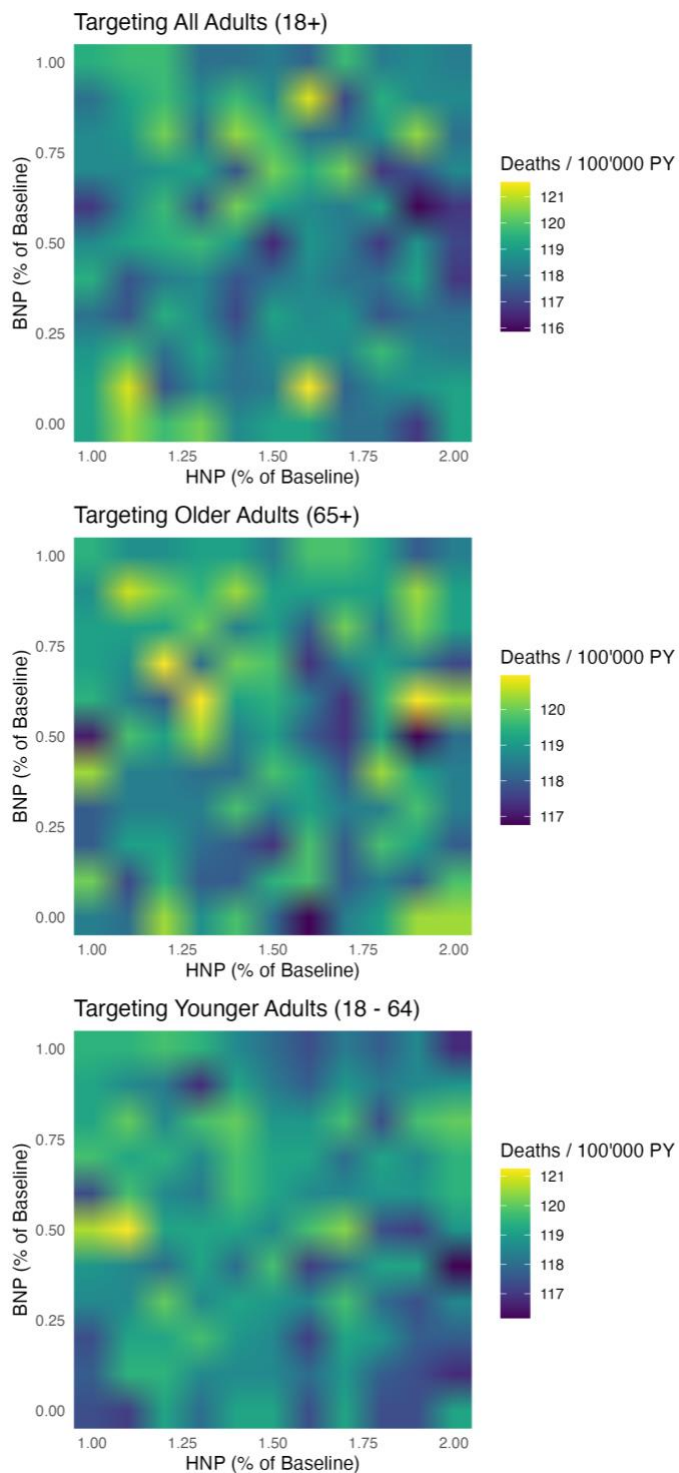 Targeting All Adults (18+)
1.00
0.75
0.50
0.25
0.00
BNP (% of Baseline)
1.00 1.25 1.50 1.75 2.00
HNP (% of Baseline)
Deaths / 100'000 PY
121
120
119
118
117
116
Targeting Older Adults (65+)
1.00
0.75
0.50
0.25
0.00
BNP (% of Baseline)
1.00 1.25 1.50 1.75 2.00
HNP (% of Baseline)
Deaths / 100'000 PY
120
119
118
117
Targeting Younger Adults (18 - 64)
1.00
0.75
0.50
0.25
0.00
BNP (% of Baseline)
1.00 1.25 1.50 1.75 2.00
HNP (% of Baseline)
Deaths / 100'000 PY
121
120
119
118
117